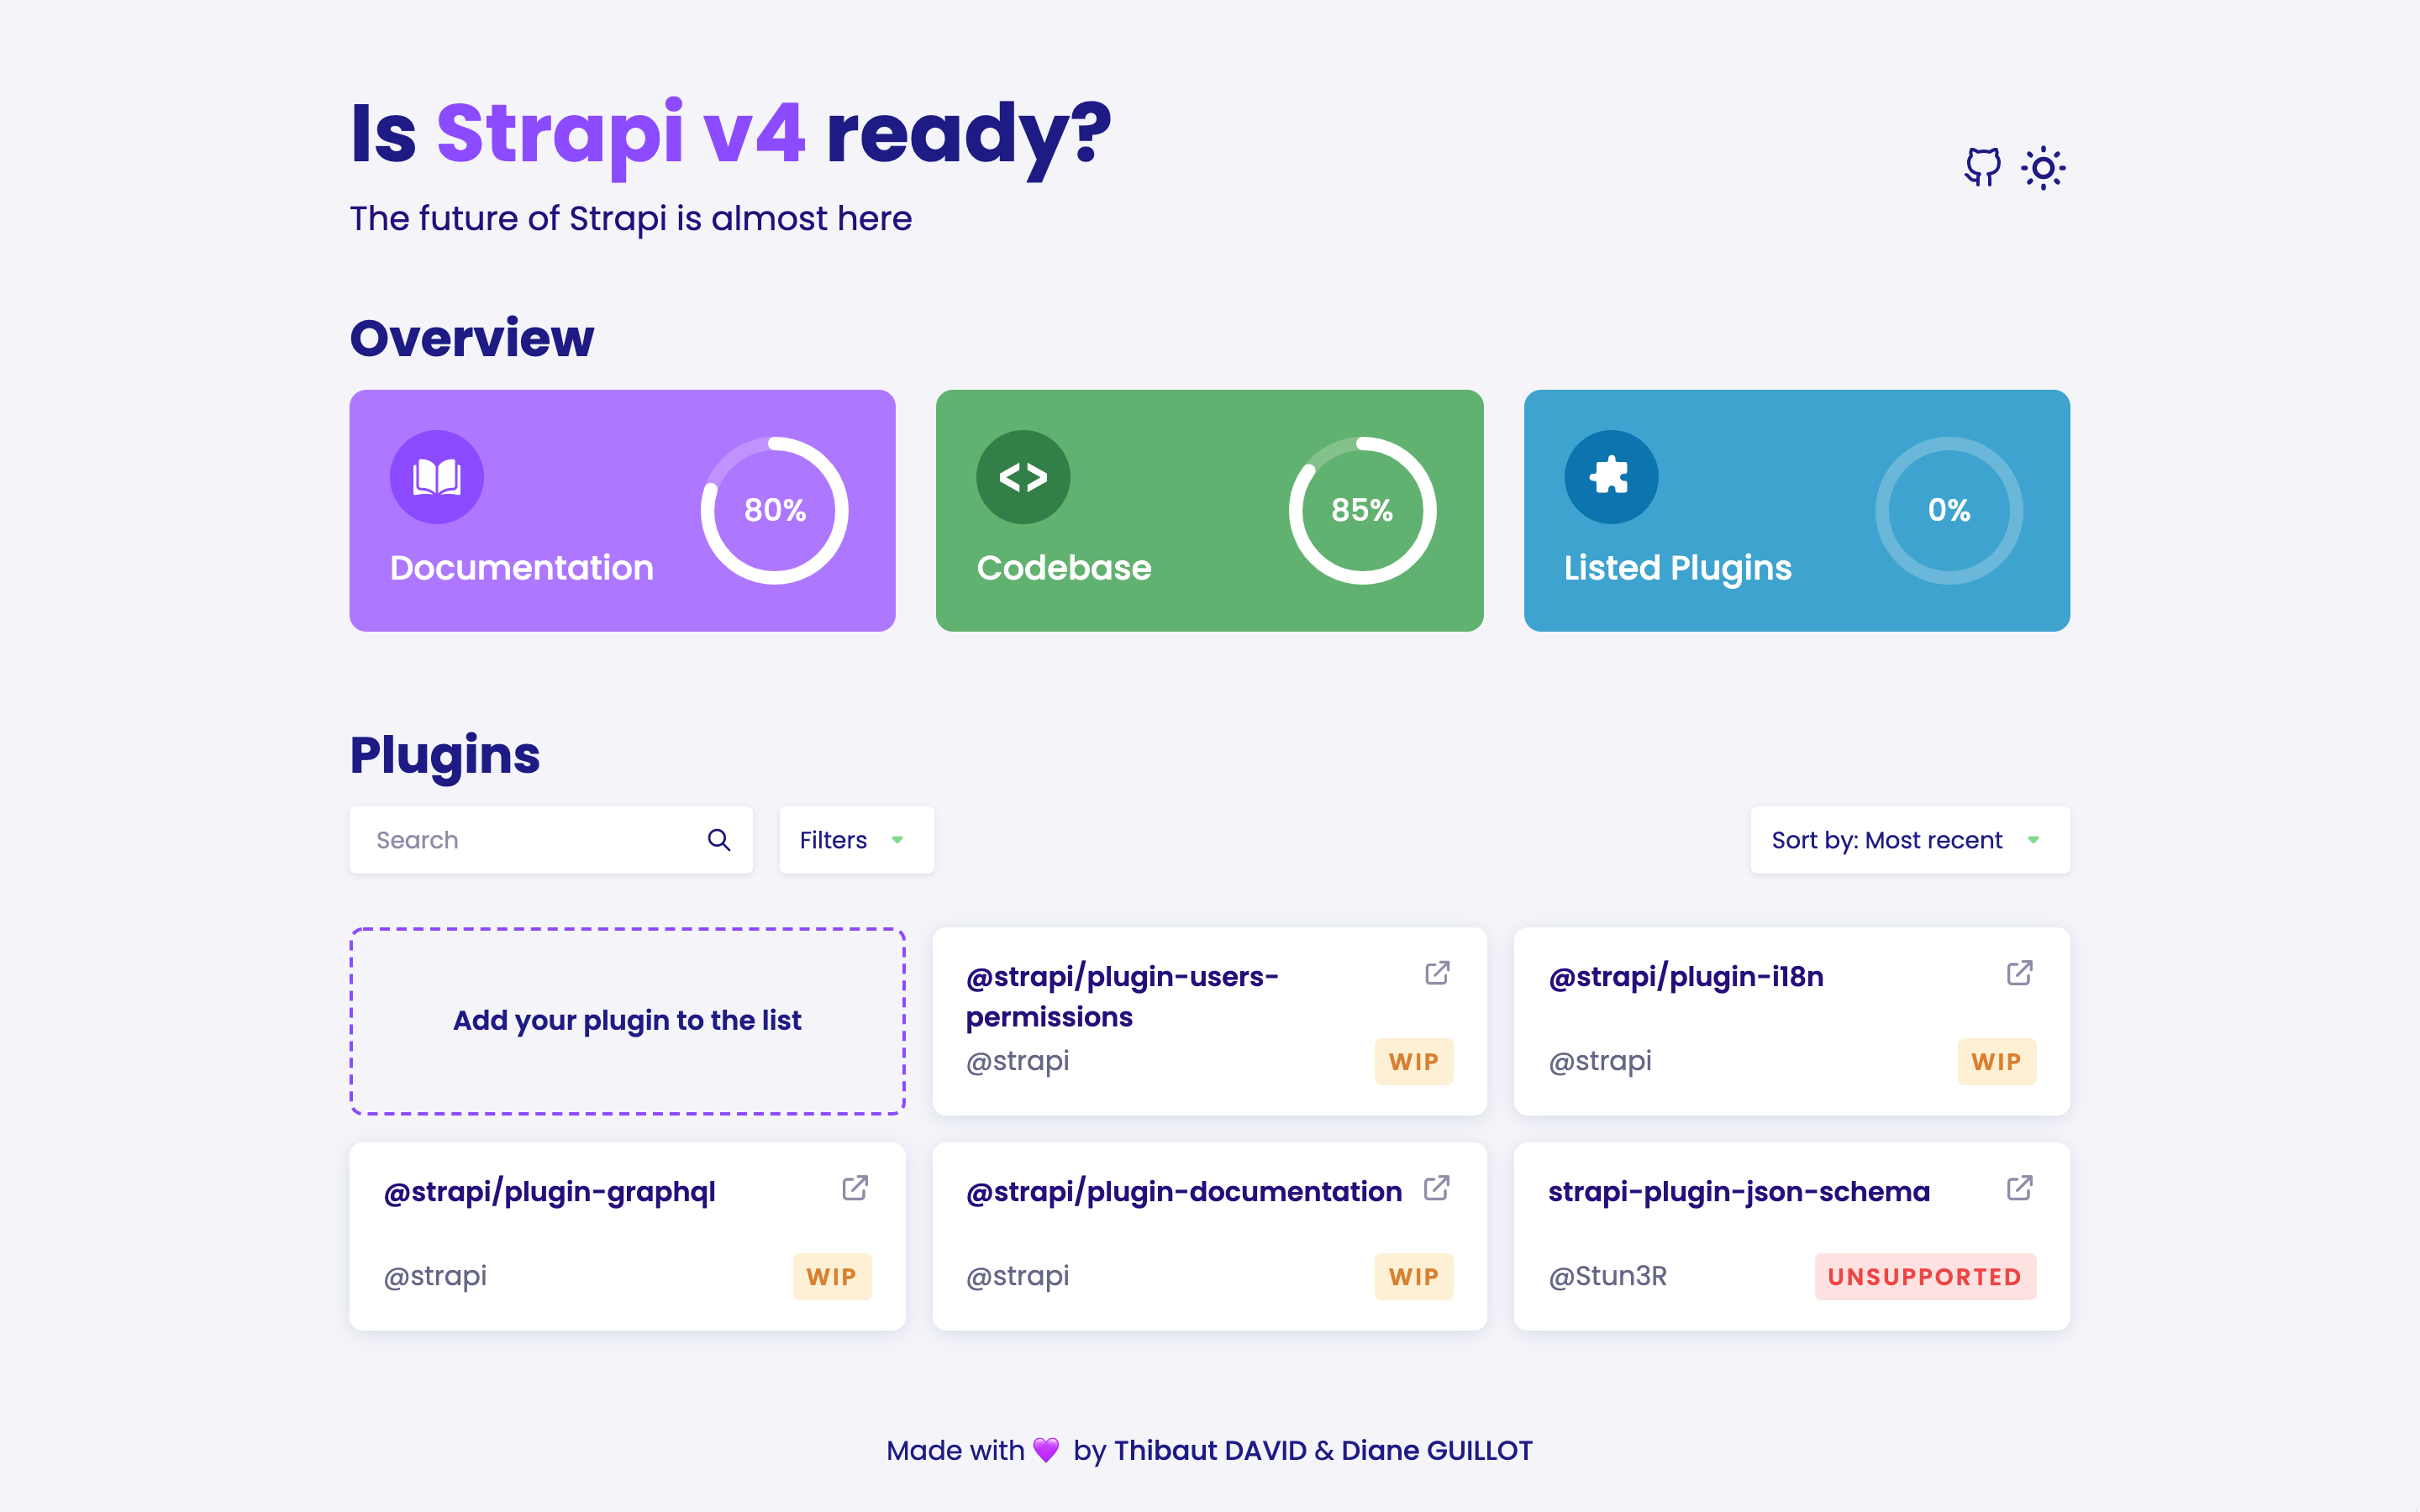 Is Strapi v4 ready?
The future of Strapi is almost here
Overview
80%
Documentation
85%
Codebase
0%
Listed Plugins
Plugins
Search
Filters
Sort by: Most recent
Add your plugin to the list
@strapi/plugin-users-
permissions
@strapi
WIP
@strapi/plugin-i18n
@strapi
WIP
@strapi/plugin-graphql
@strapi
WIP
@strapi/plugin-documentation
@strapi
WIP
strapi-plugin-json-schema
@Stun3R
UNSUPPORTED
Made with 💜 by Thibaut DAVID & Diane GUILLOT